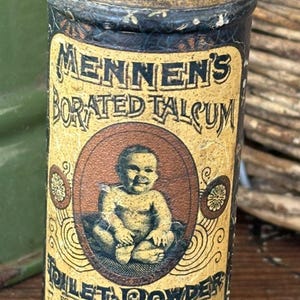 MENNEN'S
BORATED TALCUM
TOILET POWDER